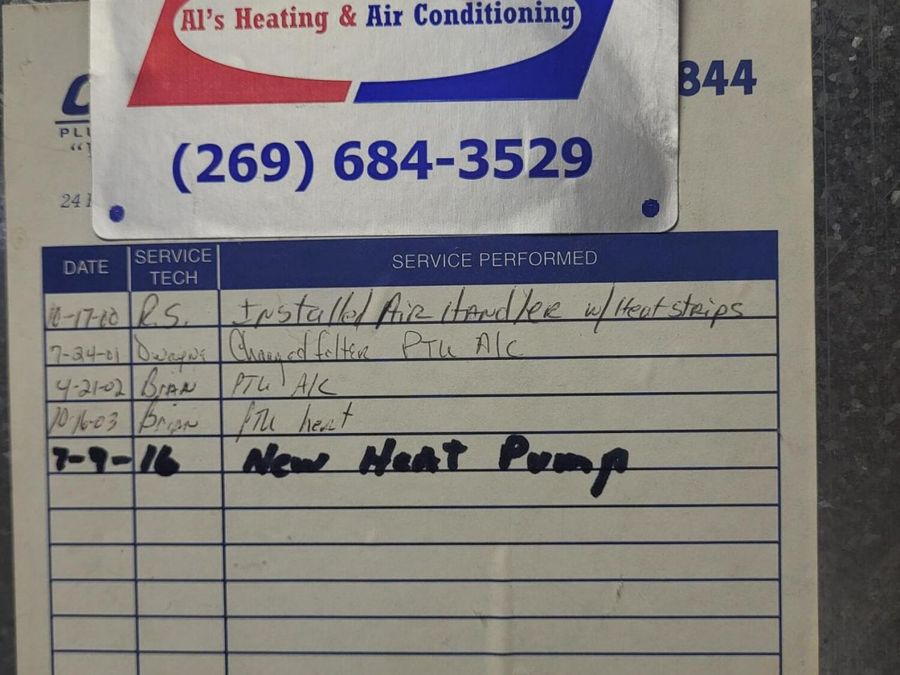 Al's Heating & Air Conditioning
844
(269) 684-3529
PLU
24
DATE SERVICE TECH SERVICE PERFORMED
10-17-00 R.S. Installed Air Handler w/Heat strips
7-24-01 Dwayne Changed filter PTU A/C
4-21-02 Brian PTU A/C
10-16-03 Brian PTU heat
7-9-16 New Heat Pump